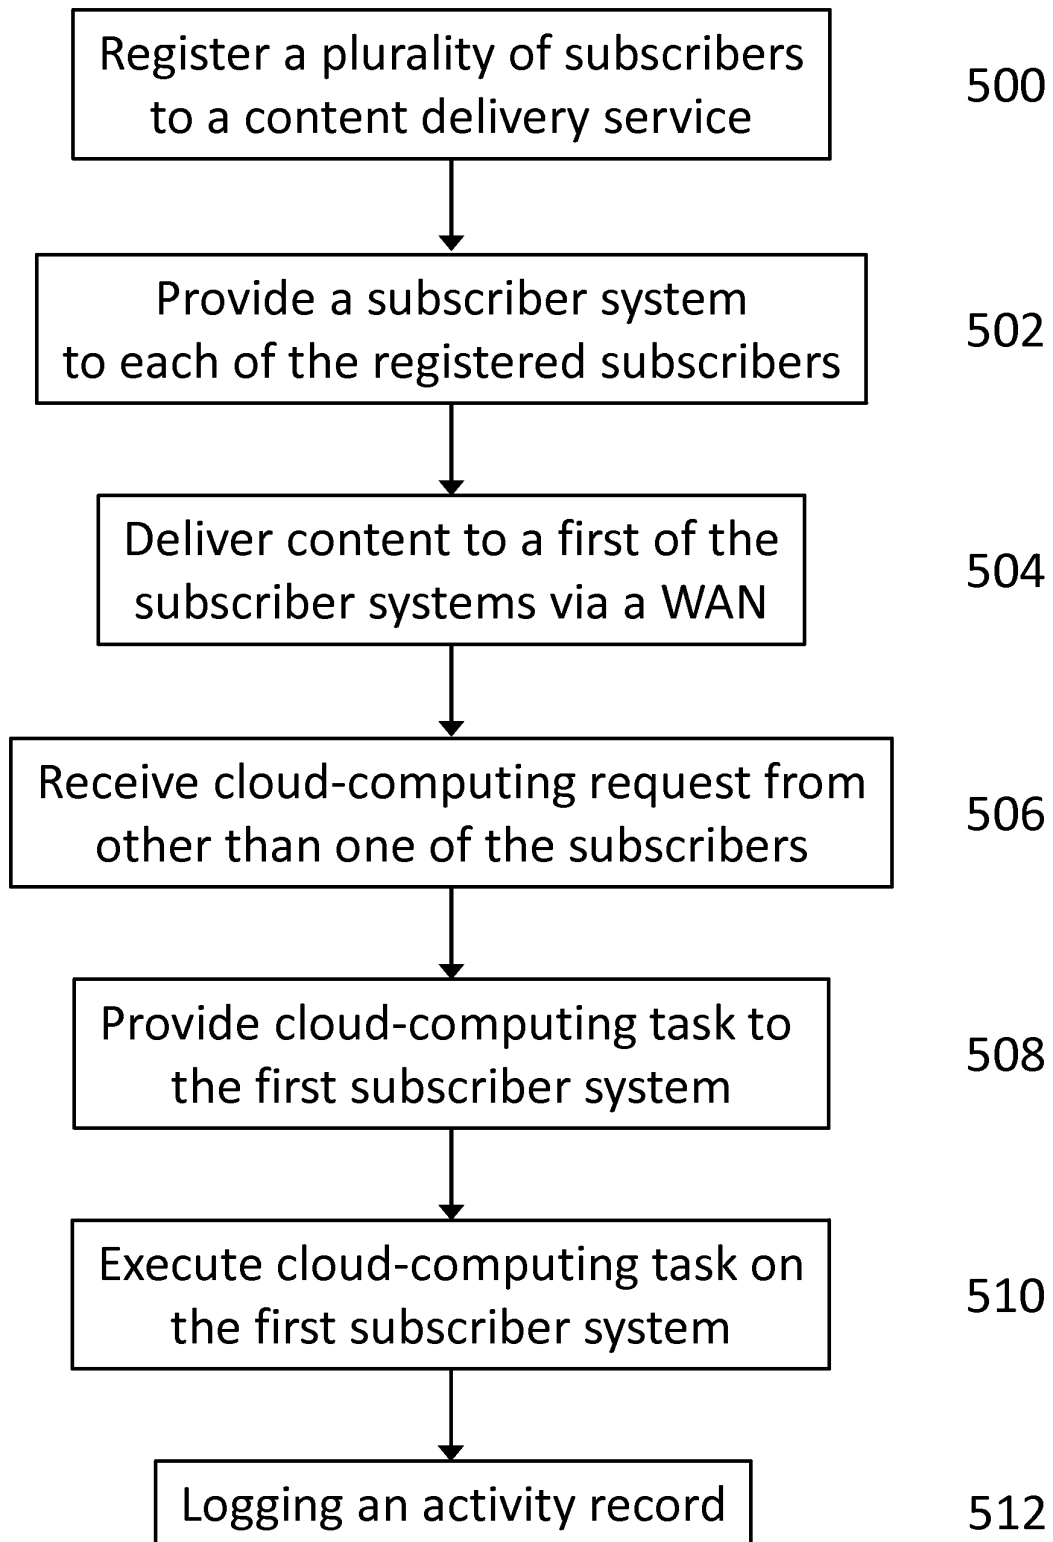 Register a plurality of subscribers
to a content delivery service
500
Provide a subscriber system
to each of the registered subscribers
502
Deliver content to a first of the
subscriber systems via a WAN
504
Receive cloud-computing request from
other than one of the subscribers
506
Provide cloud-computing task to
the first subscriber system
508
Execute cloud-computing task on
the first subscriber system
510
Logging an activity record
512